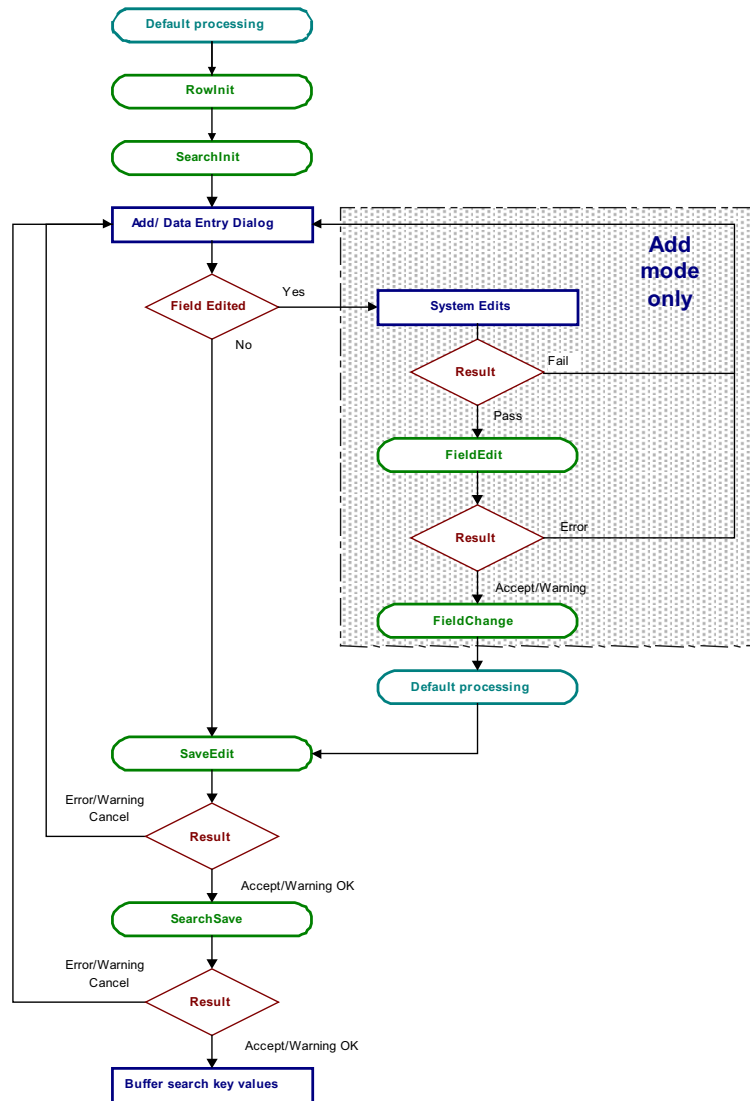 Default processing
RowInit
SearchInit
Add/ Data Entry Dialog
Add
mode
only
Field Edited
Yes
No
System Edits
Result
Fail
Pass
FieldEdit
Result
Error
Accept/Warning
FieldChange
Default processing
SaveEdit
Error/Warning
Cancel
Result
Accept/Warning OK
SearchSave
Error/Warning
Cancel
Result
Accept/Warning OK
Buffer search key values